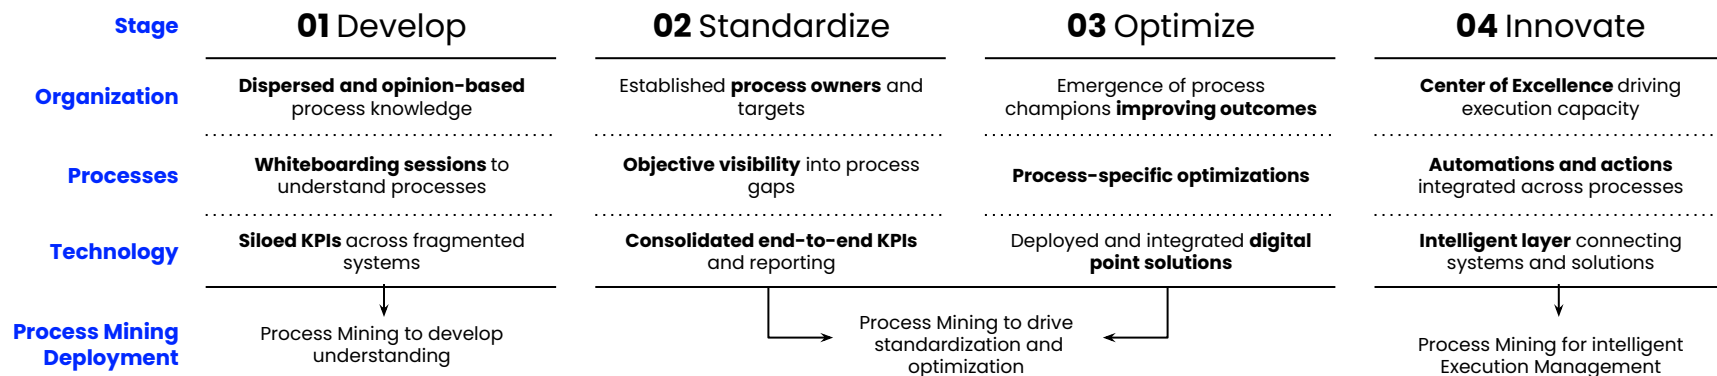 Stage
01 Develop
02 Standardize
03 Optimize
04 Innovate
Organization
Dispersed and opinion-based
process knowledge
Established process owners and
targets
Emergence of process
champions improving outcomes
Center of Excellence driving
execution capacity
Processes
Whiteboarding sessions to
understand processes
Objective visibility into process
gaps
Process-specific optimizations
Automations and actions
integrated across processes
Technology
Siloed KPIs across fragmented
systems
Consolidated end-to-end KPIs
and reporting
Deployed and integrated digital
point solutions
Intelligent layer connecting
systems and solutions
Process Mining
Deployment
Process Mining to develop
understanding
Process Mining to drive
standardization and
optimization
Process Mining for intelligent
Execution Management